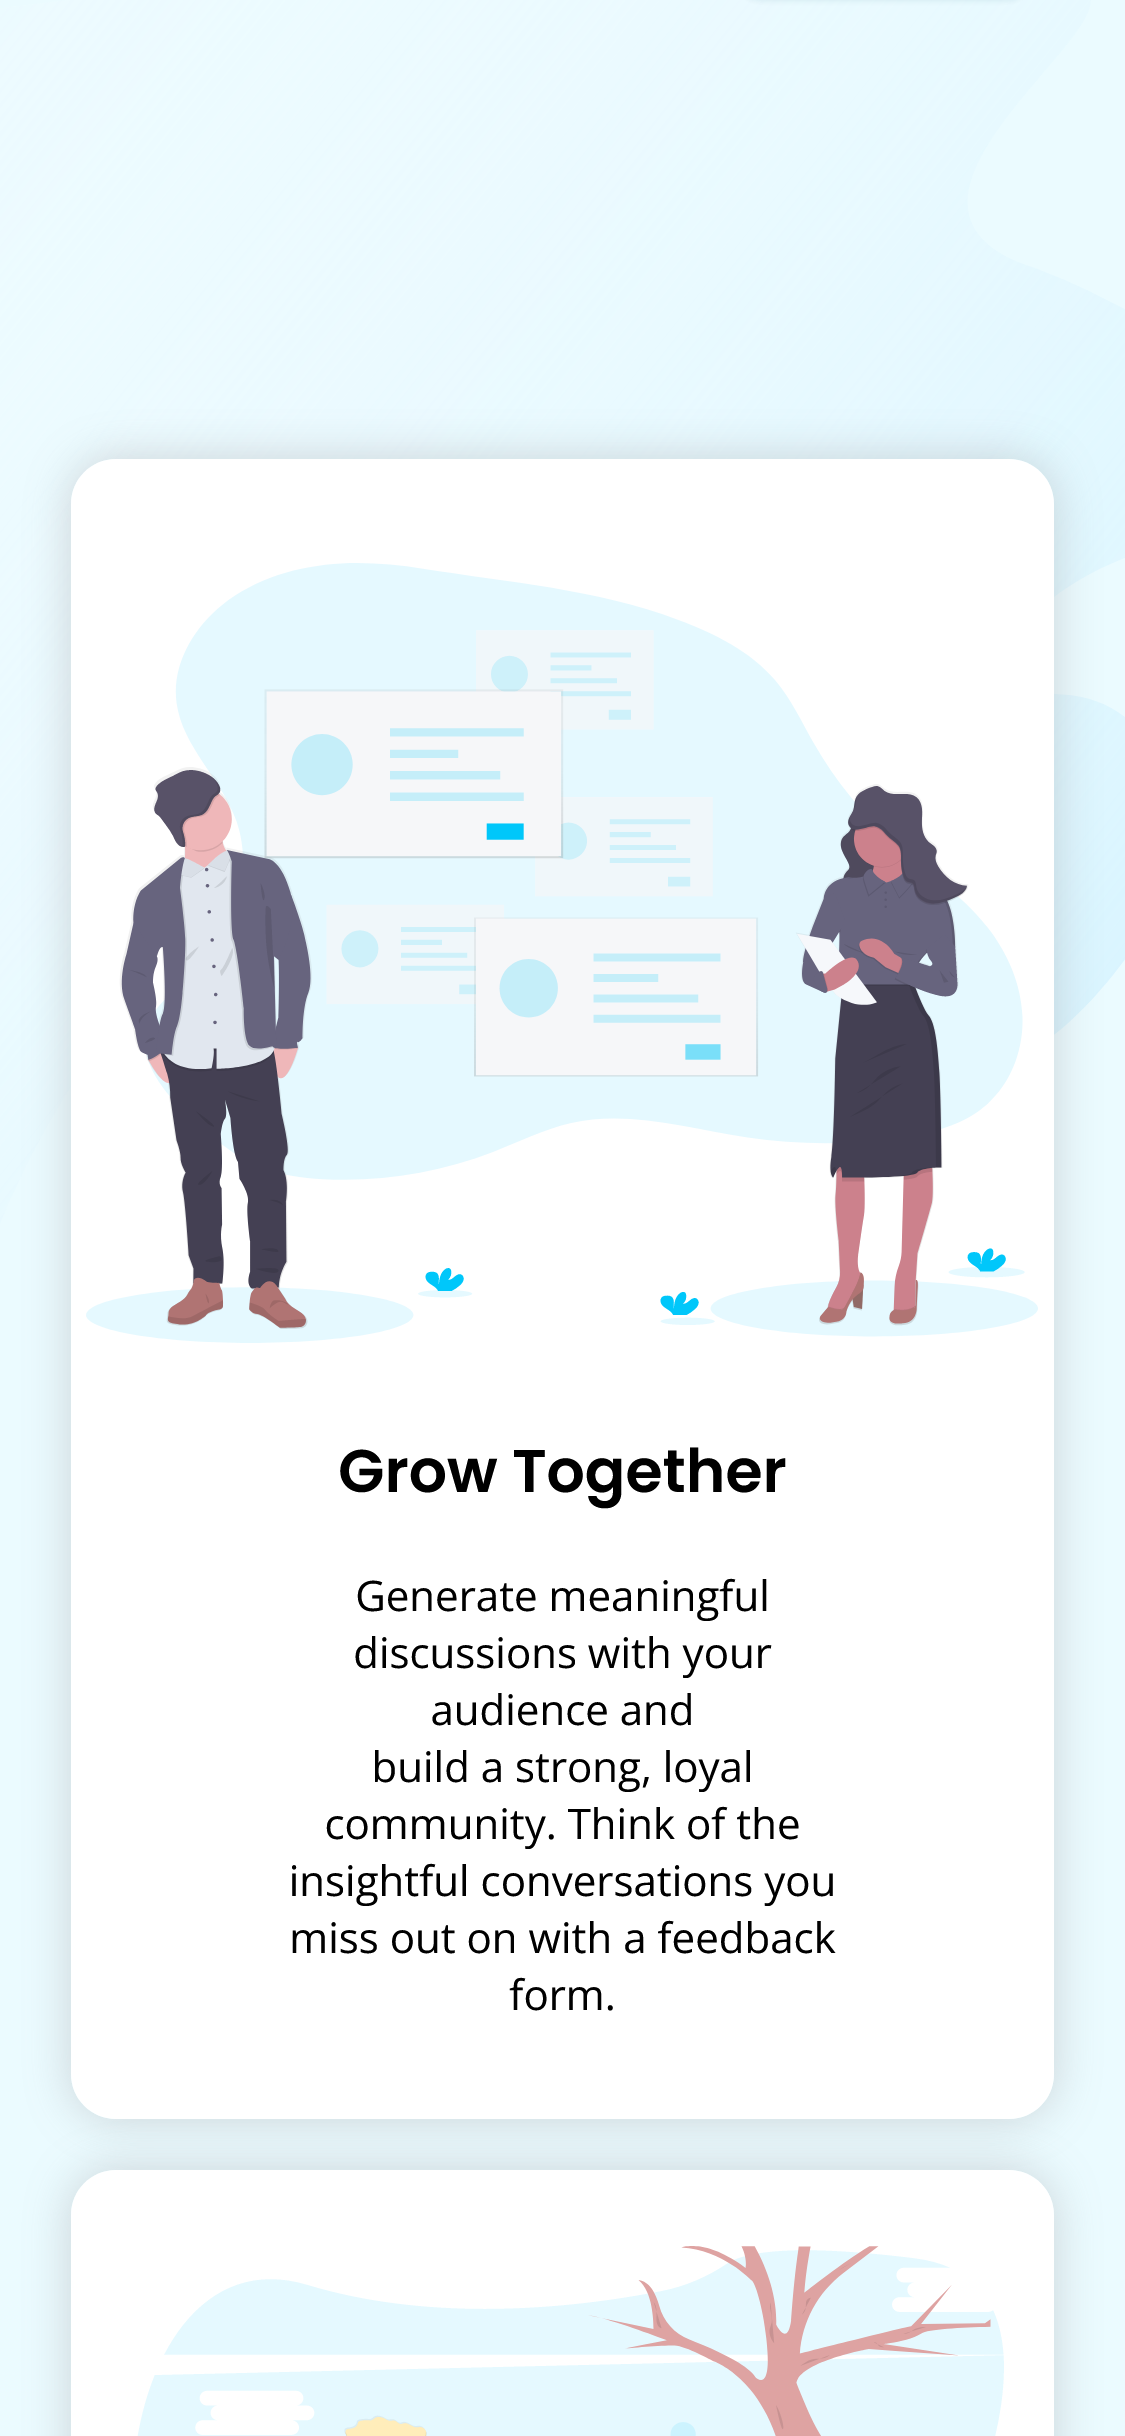 Grow Together
Generate meaningful
discussions with your
audience and
build a strong, loyal
community. Think of the
insightful conversations you
miss out on with a feedback
form.